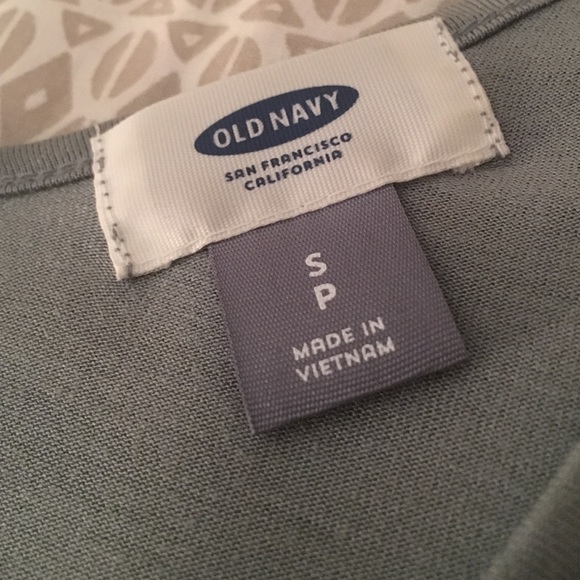 OLD NAVY
SAN FRANCISCO
CALIFORNIA
S
P
MADE IN
VIETNAM